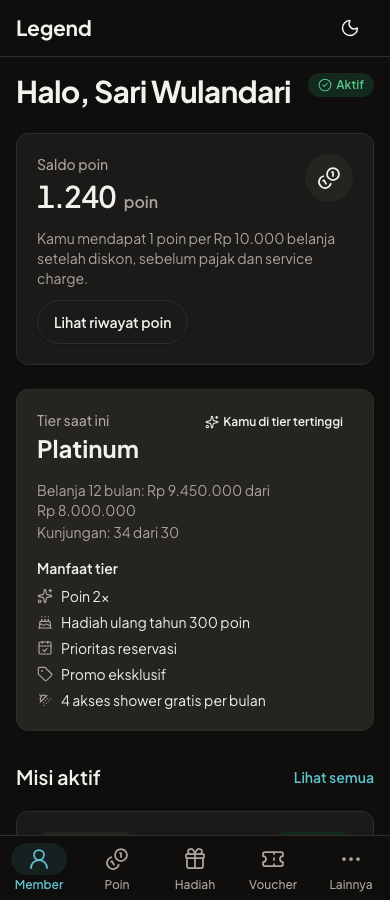 Legend
Halo, Sari Wulandari
Aktif
Saldo poin
1.240 poin
Kamu mendapat 1 poin per Rp 10.000 belanja
setelah diskon, sebelum pajak dan service
charge.
Lihat riwayat poin
Tier saat ini
Kamu di tier tertinggi
Platinum
Belanja 12 bulan: Rp 9.450.000 dari
Rp 8.000.000
Kunjungan: 34 dari 30
Manfaat tier
Poin 2×
Hadiah ulang tahun 300 poin
Prioritas reservasi
Promo eksklusif
4 akses shower gratis per bulan
Misi aktif
Lihat semua
Member
Poin
Hadiah
Voucher
Lainnya